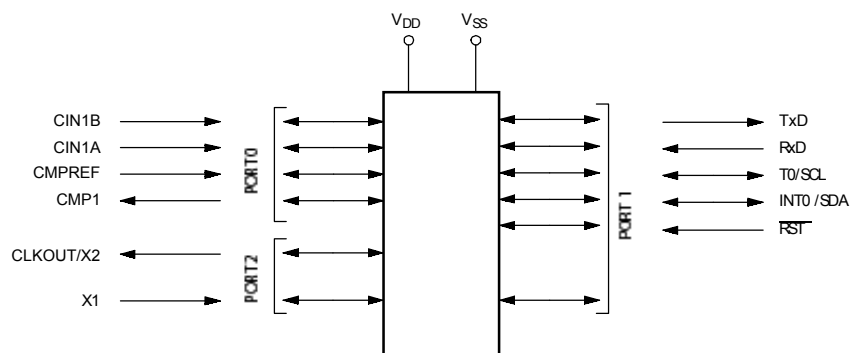 VDD VSS
CIN1B
CIN1A
CMPREF
CMP1
CLKOUT/X2
X1
PORT0
PORT2
PORT 1
TxD
RxD
T0/SCL
INT0 /SDA
RST